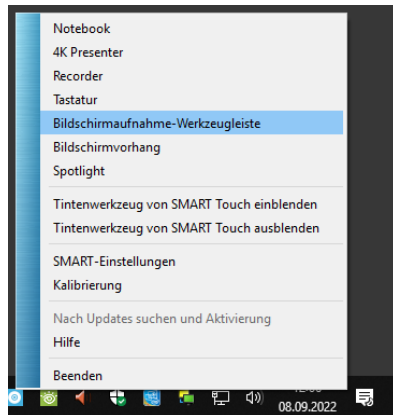 Notebook
4K Presenter
Recorder
Tastatur
Bildschirmaufnahme-Werkzeugleiste
Bildschirmvorhang
Spotlight
Tintenwerkzeug von SMART Touch einblenden
Tintenwerkzeug von SMART Touch ausblenden
SMART-Einstellungen
Kalibrierung
Nach Updates suchen und Aktivierung
Hilfe
Beenden
08.09.2022